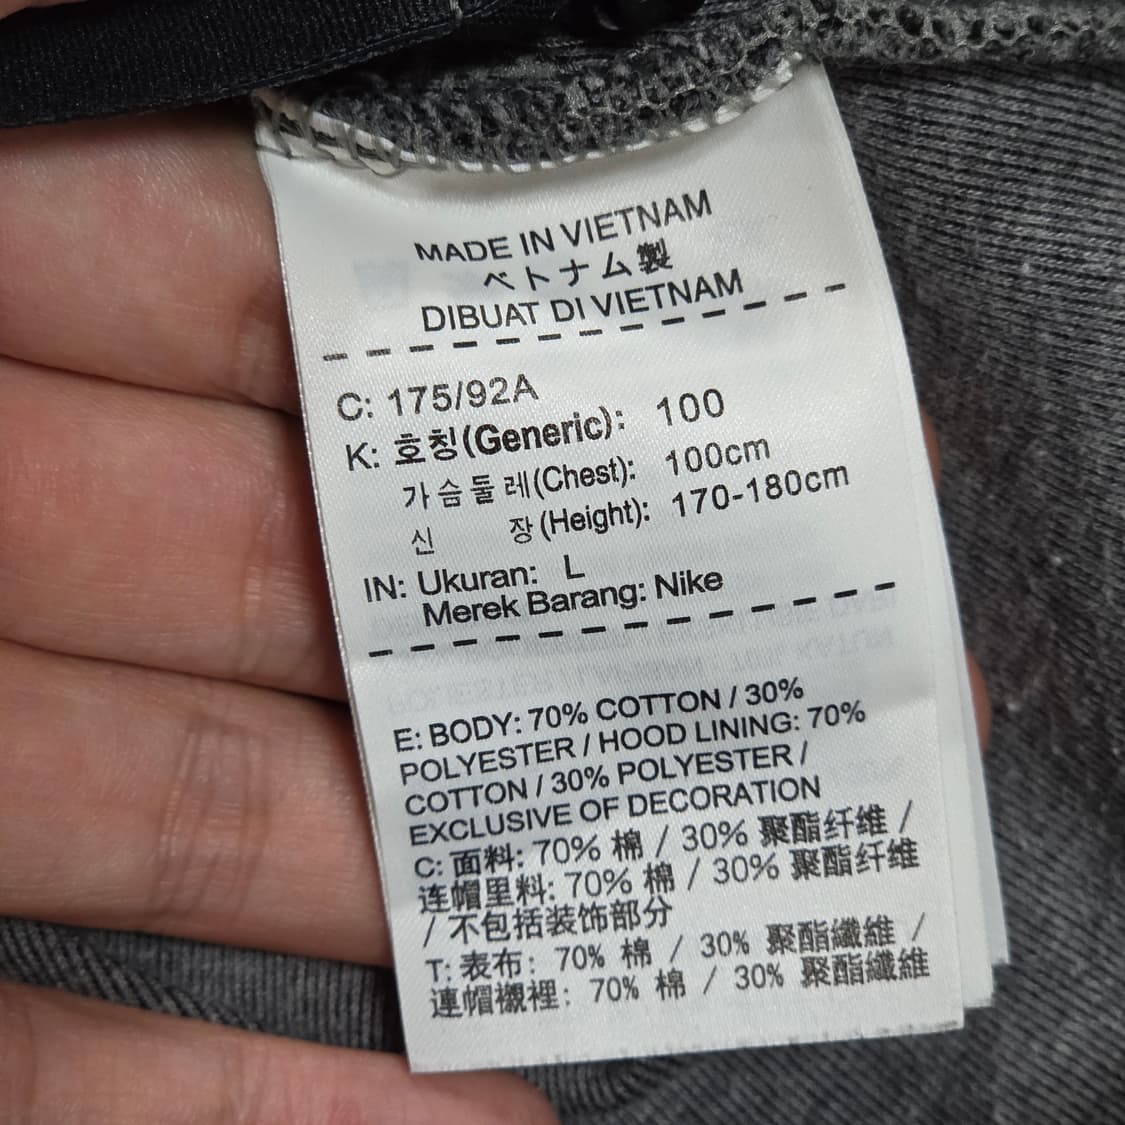 MADE IN VIETNAM
ベトナム製
DIBUAT DI VIETNAM
C: 175/92A
K: 호칭(Generic): 100
가슴둘레(Chest): 100cm
신 장(Height): 170-180cm
IN: Ukuran: L
Merek Barang: Nike
E: BODY: 70% COTTON / 30%
POLYESTER / HOOD LINING: 70%
COTTON / 30% POLYESTER /
EXCLUSIVE OF DECORATION
C: 面料: 70% 棉 / 30% 聚酯纤维 /
连帽里料: 70% 棉 / 30% 聚酯纤维
/ 不包括装饰部分
T: 表布: 70% 棉 / 30% 聚酯纖維 /
連帽襯裡: 70% 棉 / 30% 聚酯纖維